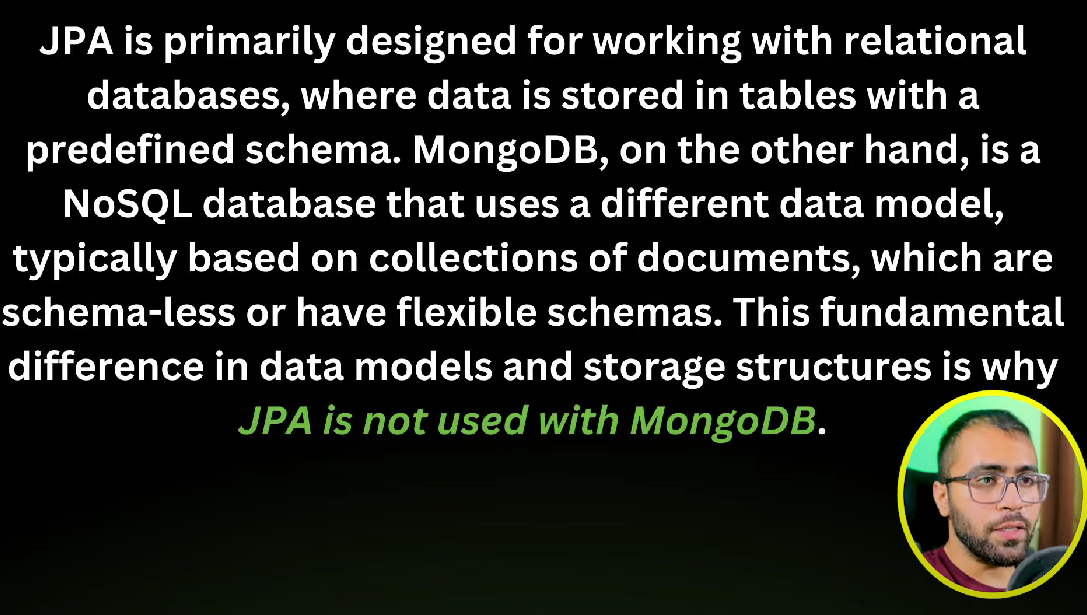 JPA is primarily designed for working with relational
databases, where data is stored in tables with a
predefined schema. MongoDB, on the other hand, is a
NoSQL database that uses a different data model,
typically based on collections of documents, which are
schema-less or have flexible schemas. This fundamental
difference in data models and storage structures is why
JPA is not used with MongoDB.